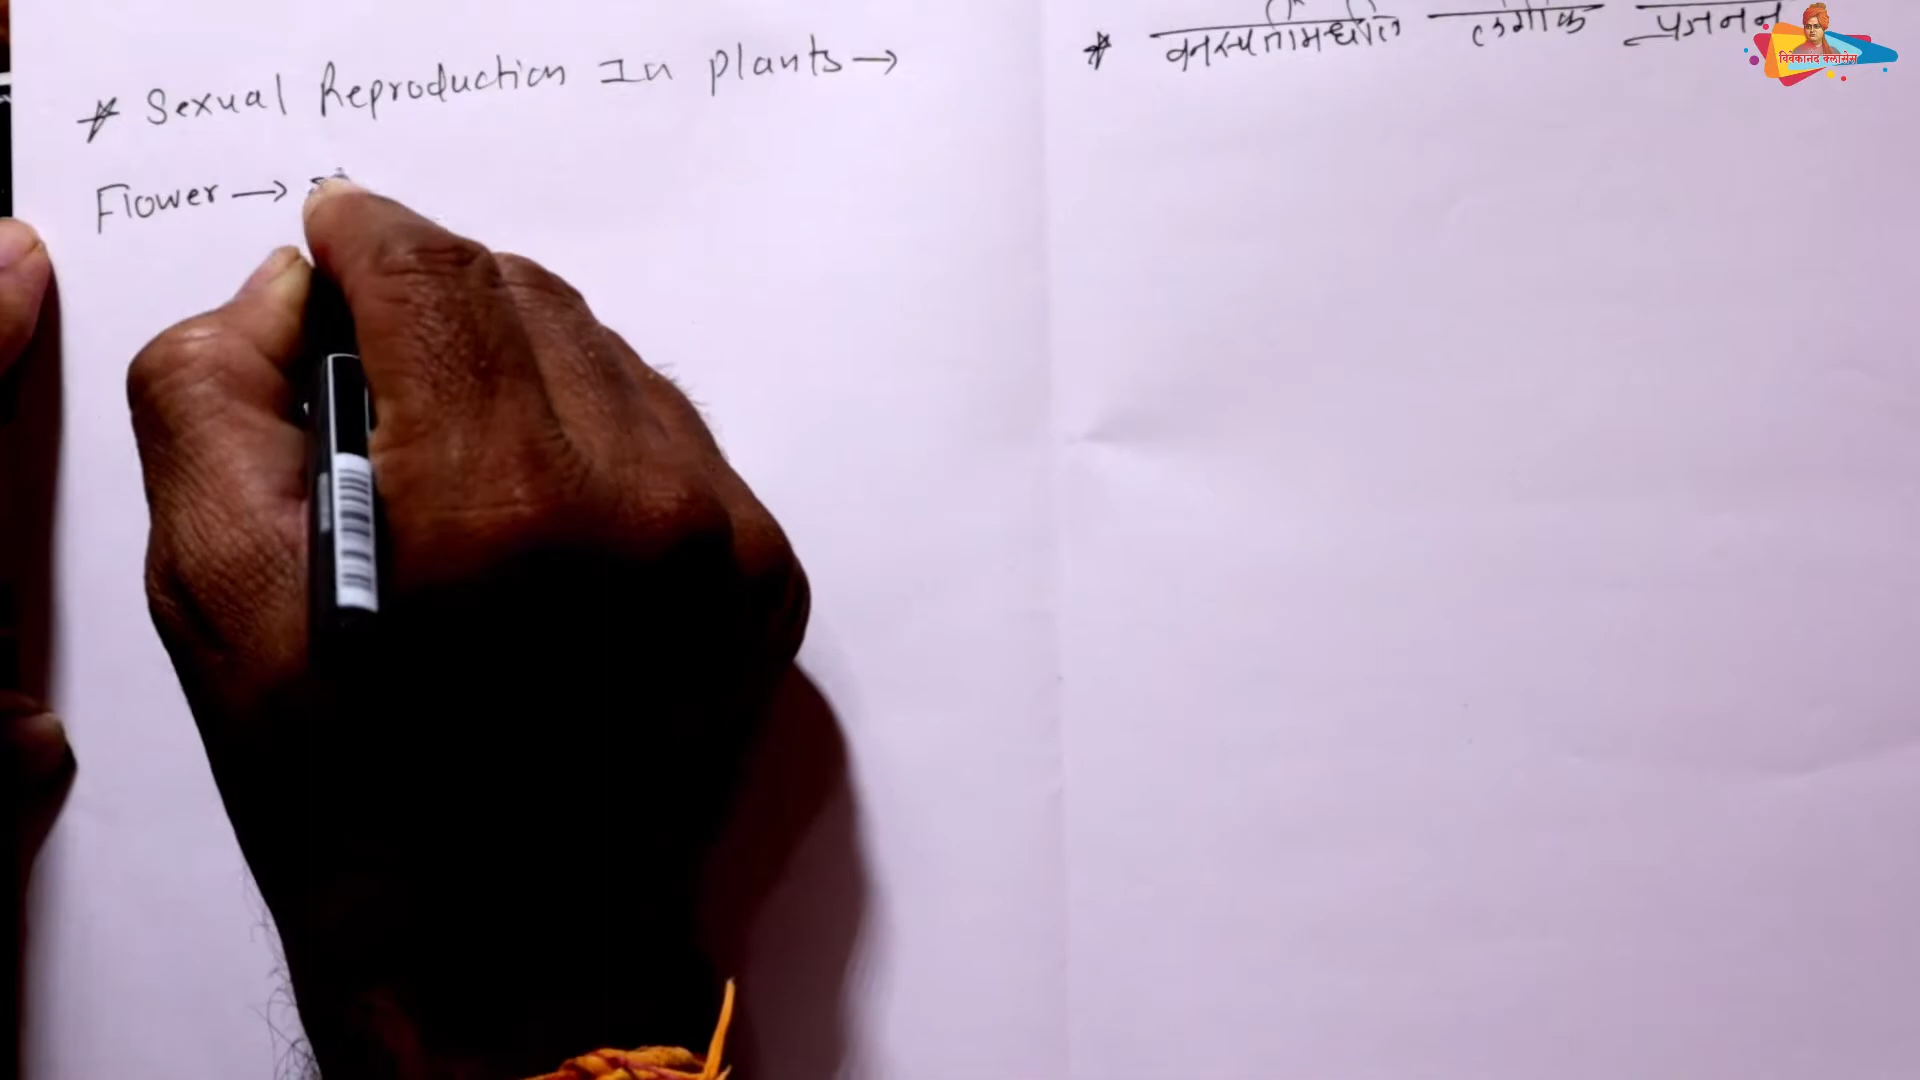 * Sexual Reproduction In plants →
Flower →
* वनस्पतीमधील लैंगीक प्रजनन
विवेकानंद क्लासेस